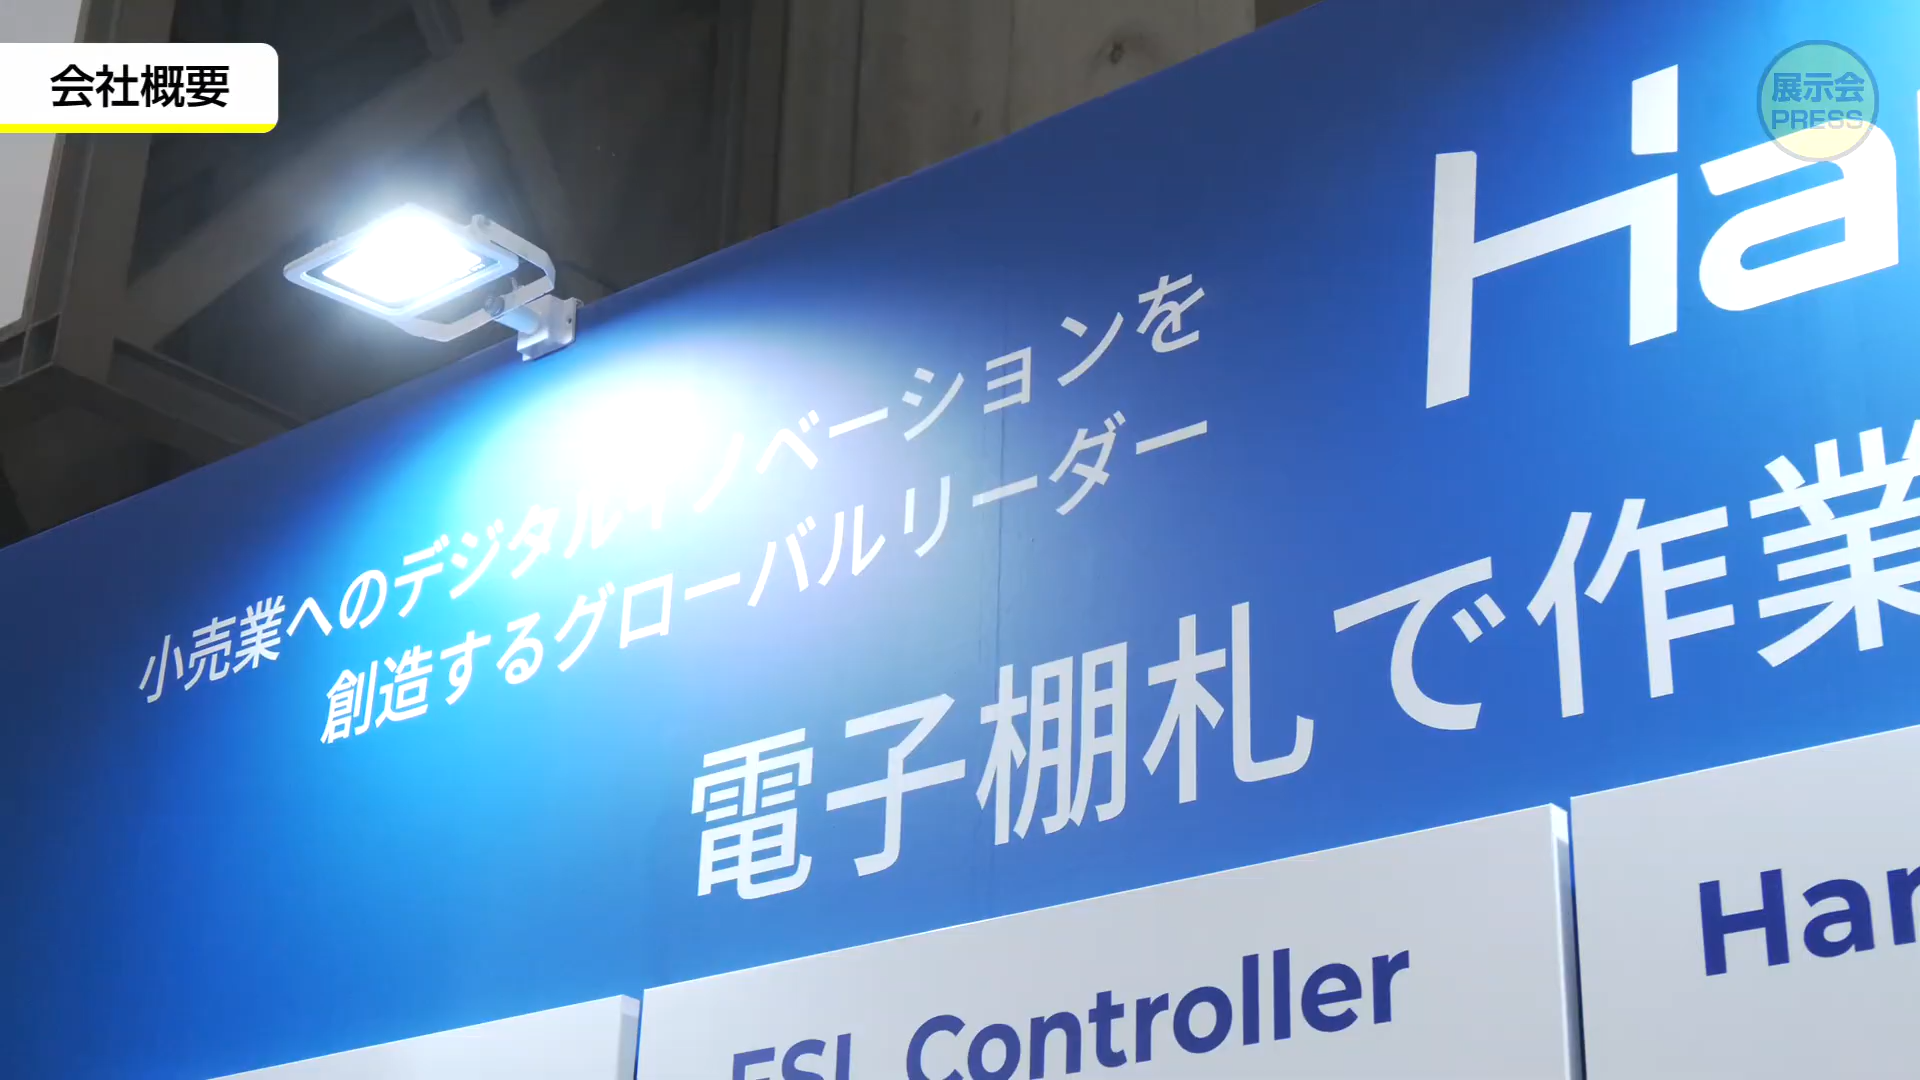 会社概要
展示会
PRESS
Ha
小売業へのデジタルイノベーションを
創造するグローバルリーダー
電子棚札で作業
ESL Controller
Har